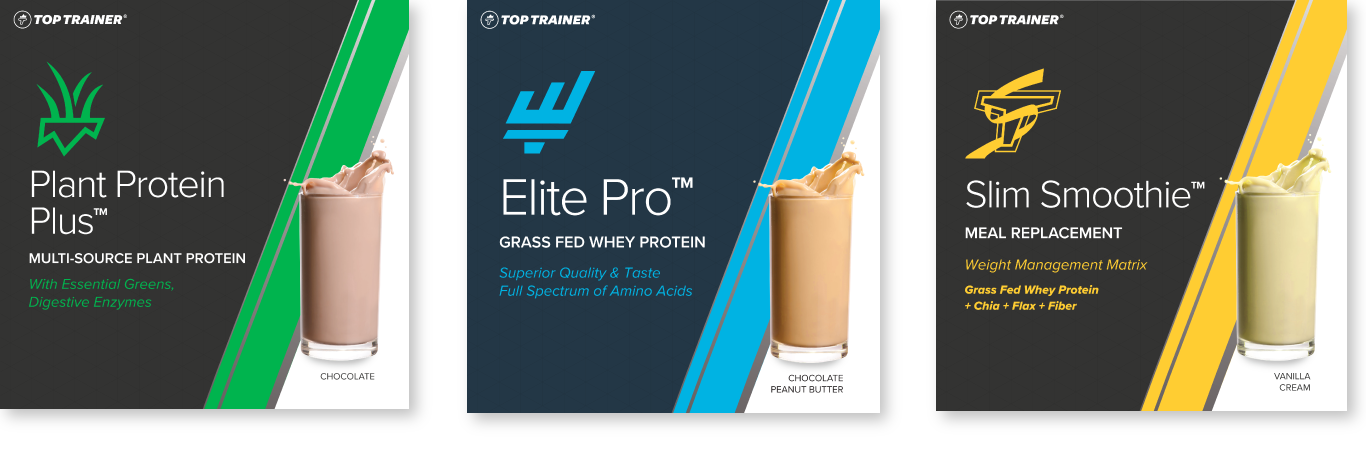 TOP TRAINER®
Plant Protein
Plus™
MULTI-SOURCE PLANT PROTEIN
With Essential Greens,
Digestive Enzymes
CHOCOLATE
TOP TRAINER®
Elite Pro™
GRASS FED WHEY PROTEIN
Superior Quality & Taste
Full Spectrum of Amino Acids
CHOCOLATE
PEANUT BUTTER
TOP TRAINER®
Slim Smoothie™
MEAL REPLACEMENT
Weight Management Matrix
Grass Fed Whey Protein
+ Chia + Flax + Fiber
VANILLA
CREAM